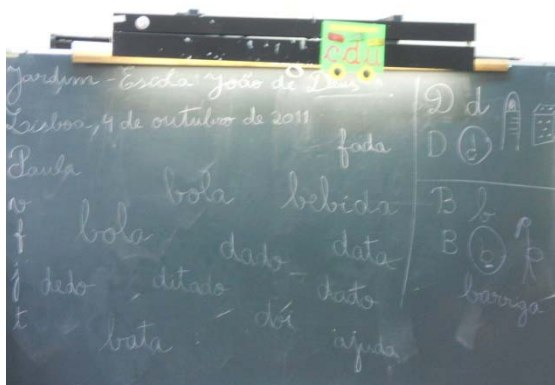 cdu
Jardim-Escola João de Deus
Lisboa, 4 de outubro de 2011
Paula
fada
bola bebida
bola
dado data
dedo ditado dato
dói
bata ajuda
v
f
j
t
D d
D d
B b
B b
barriga